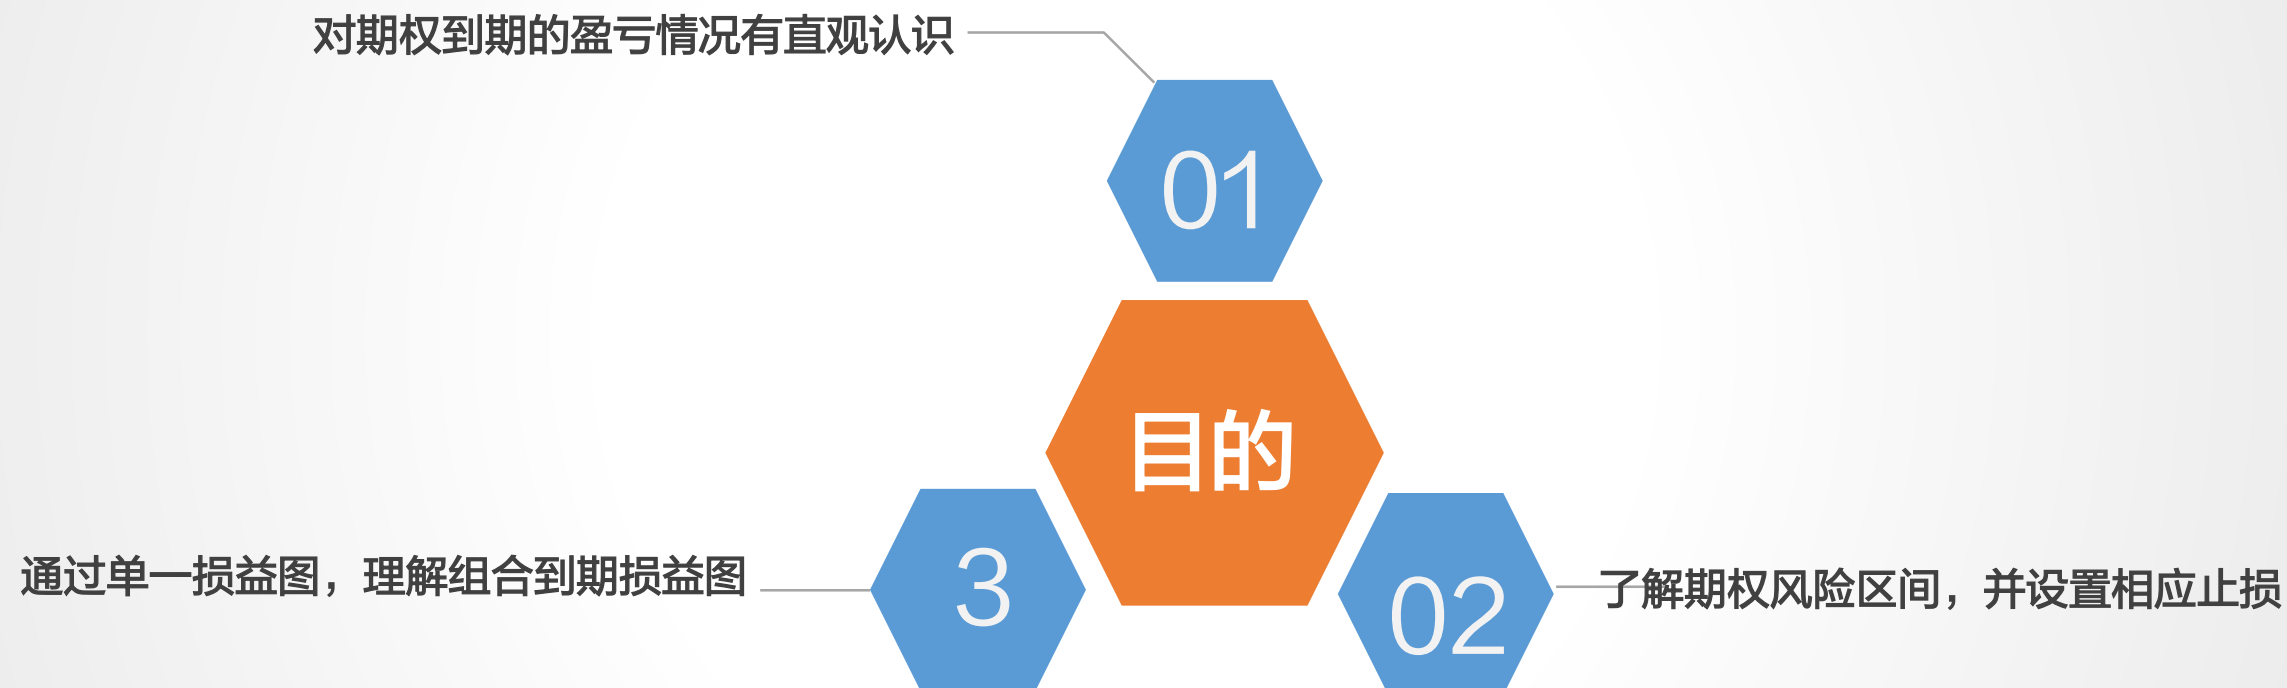 对期权到期的盈亏情况有直观认识
01
目的
3
通过单一损益图，理解组合到期损益图
02
了解期权风险区间，并设置相应止损